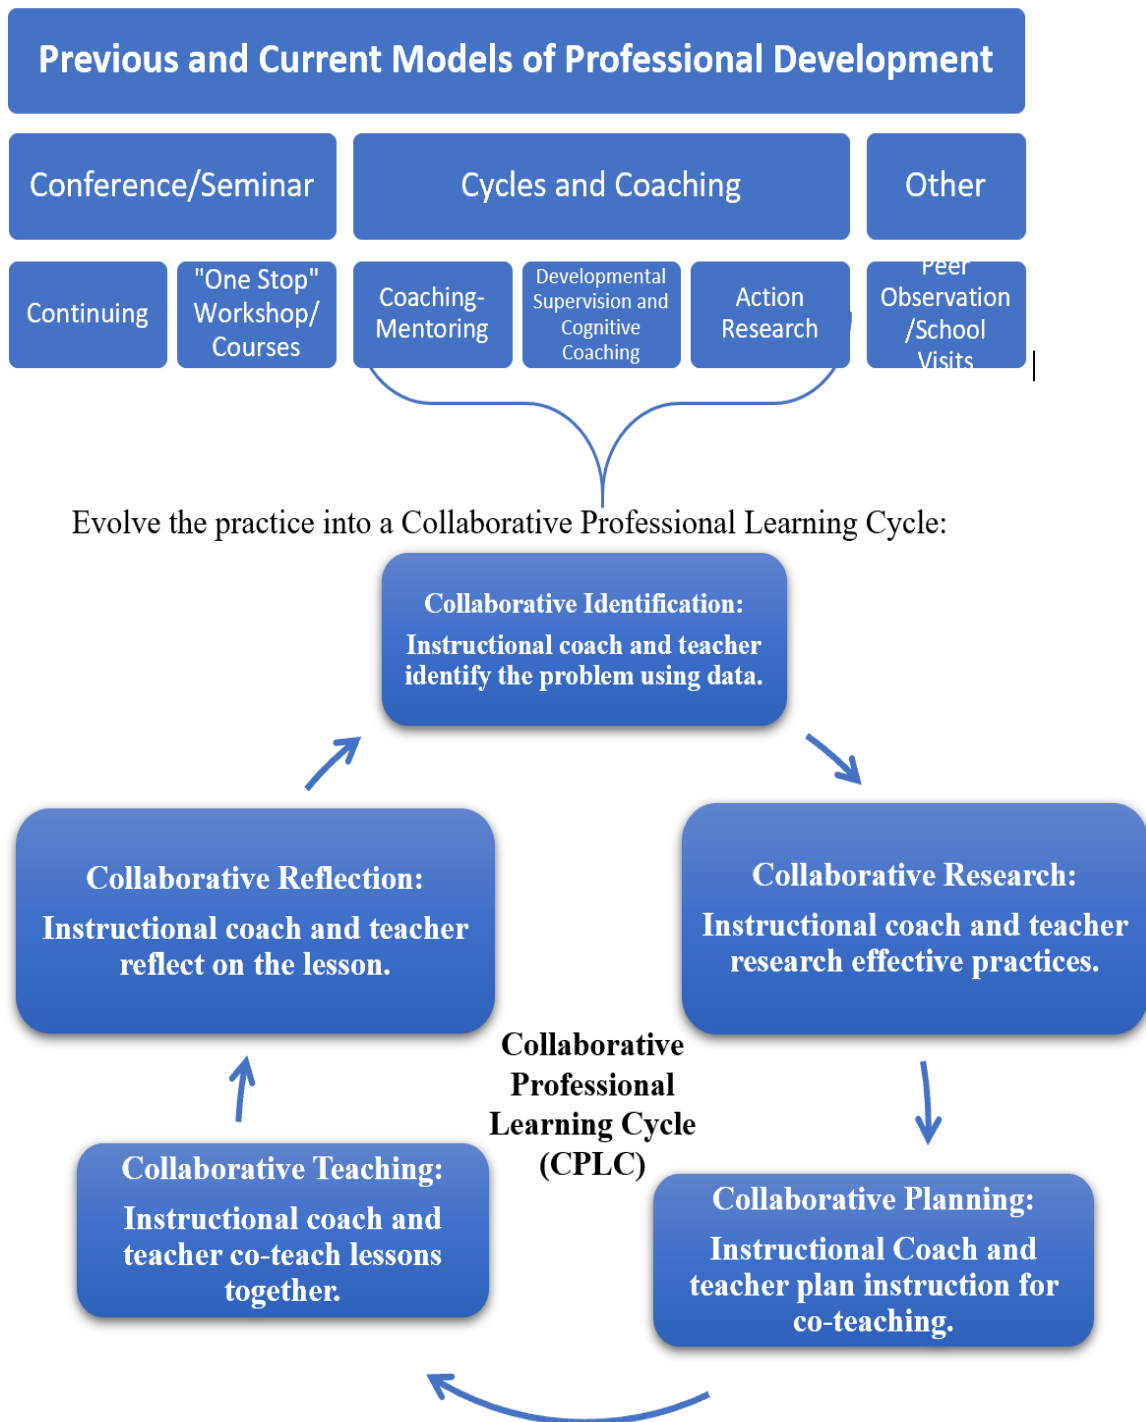 Previous and Current Models of Professional Development
Conference/Seminar
Cycles and Coaching
Other
Continuing
"One Stop"
Workshop/
Courses
Coaching-
Mentoring
Developmental
Supervision and
Cognitive
Coaching
Action
Research
Peer
Observation
/School
Visits
Evolve the practice into a Collaborative Professional Learning Cycle:
Collaborative Identification:
Instructional coach and teacher
identify the problem using data.
Collaborative Research:
Instructional coach and teacher
research effective practices.
Collaborative Planning:
Instructional Coach and
teacher plan instruction for
co-teaching.
Collaborative Teaching:
Instructional coach and
teacher co-teach lessons
together.
Collaborative Reflection:
Instructional coach and teacher
reflect on the lesson.
Collaborative
Professional
Learning Cycle
(CPLC)